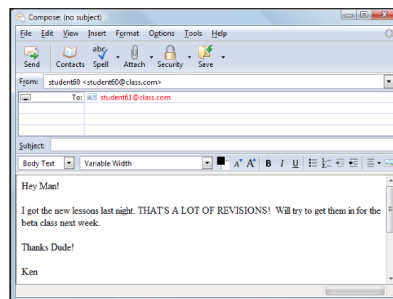 Compose: (no subject)
File Edit View Insert Format Options Tools Help
Send Contacts Spell Attach Security Save
From: student60 <student60@class.com>
To: student61@class.com
Subject:
Body Text Variable Width
Hey Man!
I got the new lessons last night. THAT'S A LOT OF REVISIONS! Will try to get them in for the
beta class next week.
Thanks Dude!
Ken